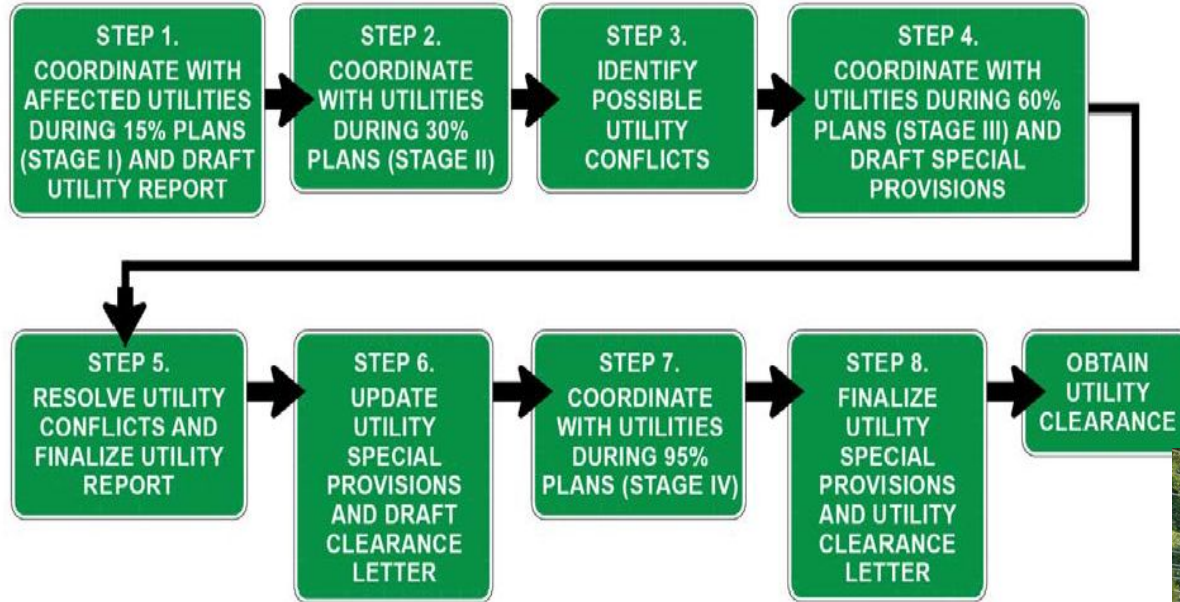 STEP 1.
COORDINATE WITH
AFFECTED UTILITIES
DURING 15% PLANS
(STAGE I) AND DRAFT
UTILITY REPORT
STEP 2.
COORDINATE
WITH UTILITIES
DURING 30%
PLANS (STAGE II)
STEP 3.
IDENTIFY
POSSIBLE
UTILITY
CONFLICTS
STEP 4.
COORDINATE WITH
UTILITIES DURING 60%
PLANS (STAGE III) AND
DRAFT SPECIAL
PROVISIONS
STEP 5.
RESOLVE UTILITY
CONFLICTS AND
FINALIZE UTILITY
REPORT
STEP 6.
UPDATE
UTILITY
SPECIAL
PROVISIONS
AND DRAFT
CLEARANCE
LETTER
STEP 7.
COORDINATE
WITH UTILITIES
DURING 95%
PLANS (STAGE IV)
STEP 8.
FINALIZE
UTILITY
SPECIAL
PROVISIONS
AND UTILITY
CLEARANCE
LETTER
OBTAIN
UTILITY
CLEARANCE